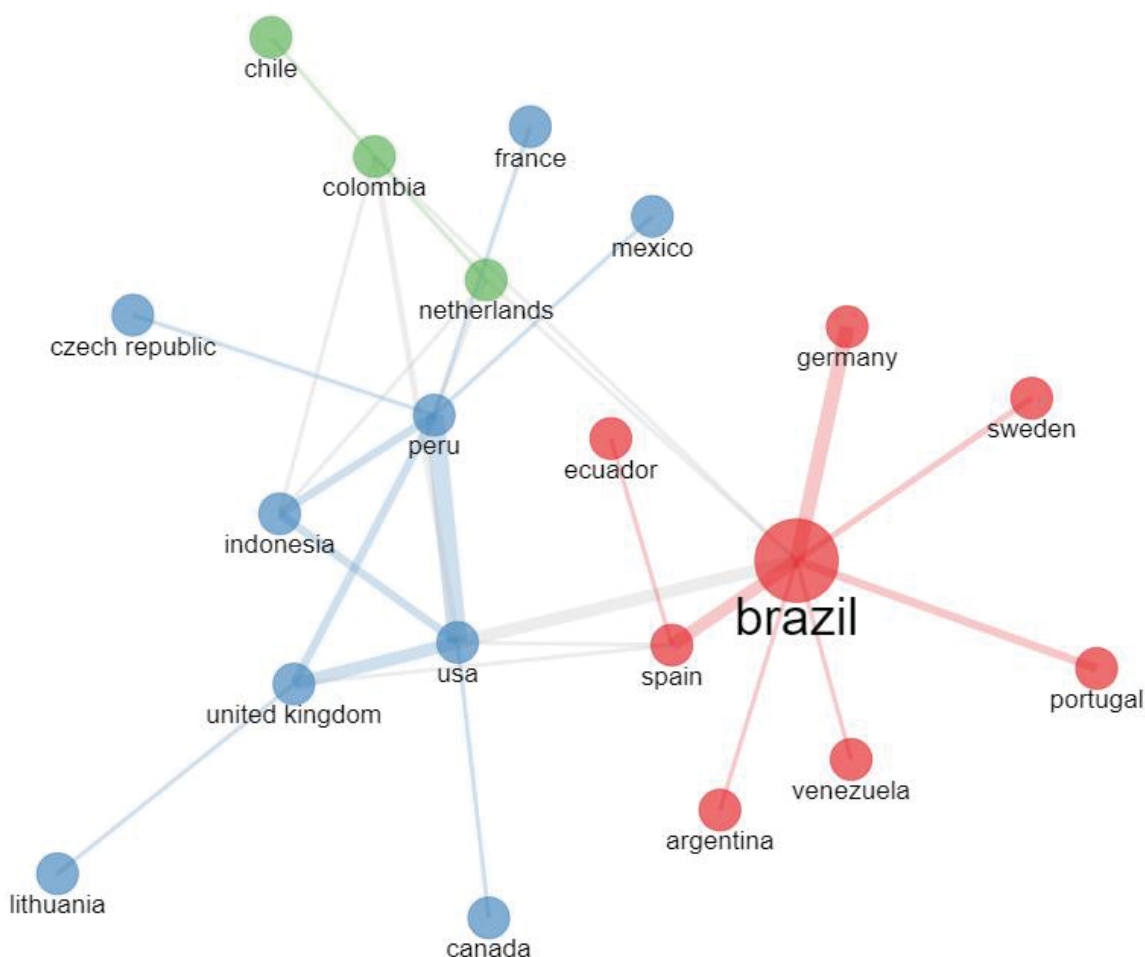 chile
france
colombia
mexico
netherlands
czech republic
germany
sweden
peru
ecuador
indonesia
brazil
usa
spain
portugal
united kingdom
venezuela
argentina
lithuania
canada